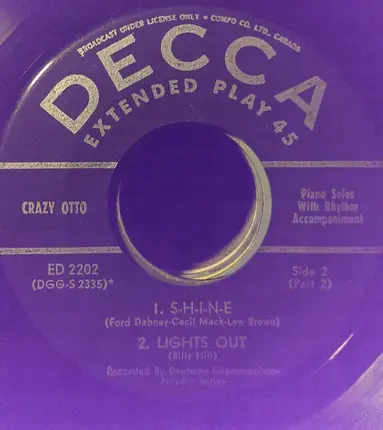 BROADCAST UNDER LICENSE ONLY • COMPO CO. LTD. CANADA
DECCA
EXTENDED PLAY 45
CRAZY OTTO
Piano Solos
With Rhythm
Accompaniment
ED 2202
(DGG-S 2335)*
Side 2
(Part 2)
1. S-H-I-N-E
(Ford Dabney-Cecil Mack-Lew Brown)
2. LIGHTS OUT
(Billy Hill)
Recorded By Deutsche Grammophon-
Polydor Series